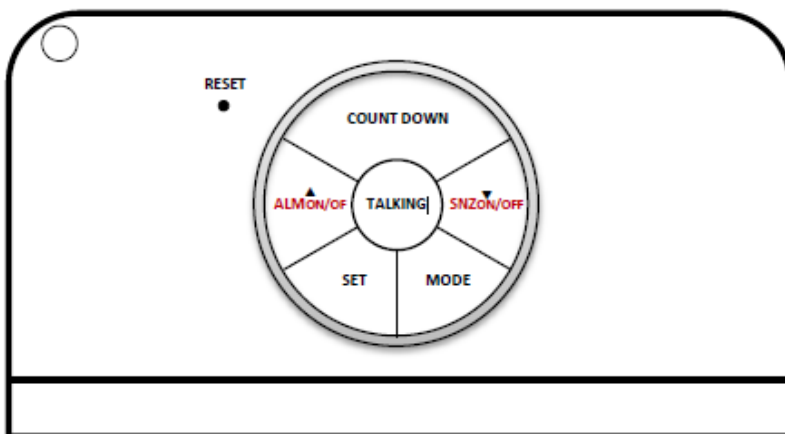 RESET
COUNT DOWN
▲ ▼
ALMON/OF TALKING SNZON/OFF
SET MODE